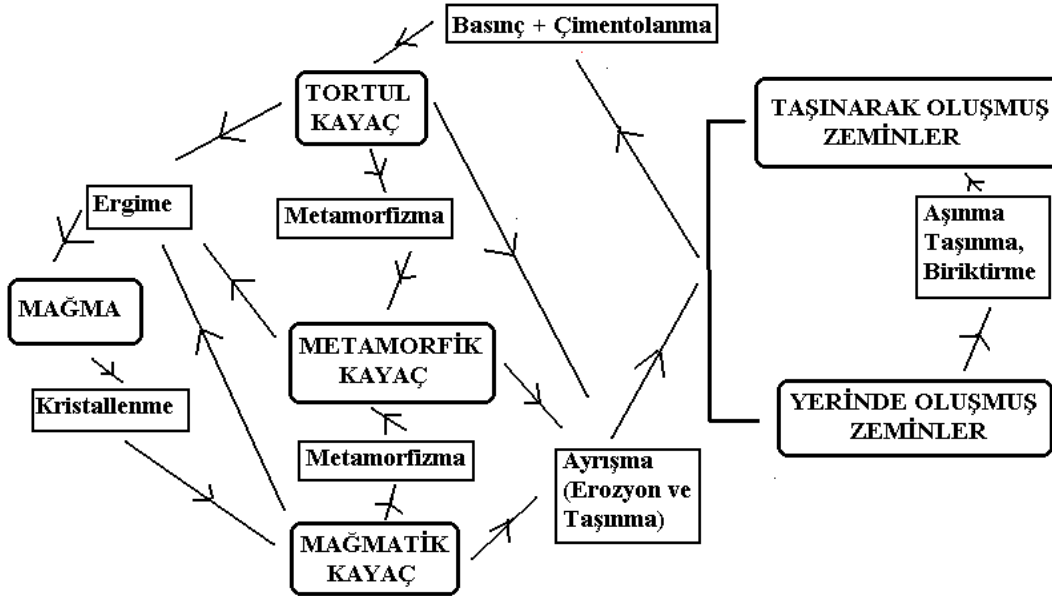 Basınç + Çimentolanma
TORTUL
KAYAÇ
TAŞINARAK OLUŞMUŞ
ZEMİNLER
Ergime
Metamorfizma
Aşınma
Taşınma,
Biriktirme
MAĞMA
METAMORFİK
KAYAÇ
Kristallenme
YERİNDE OLUŞMUŞ
ZEMİNLER
Metamorfizma
Ayrışma
(Erozyon ve
Taşınma)
MAĞMATİK
KAYAÇ